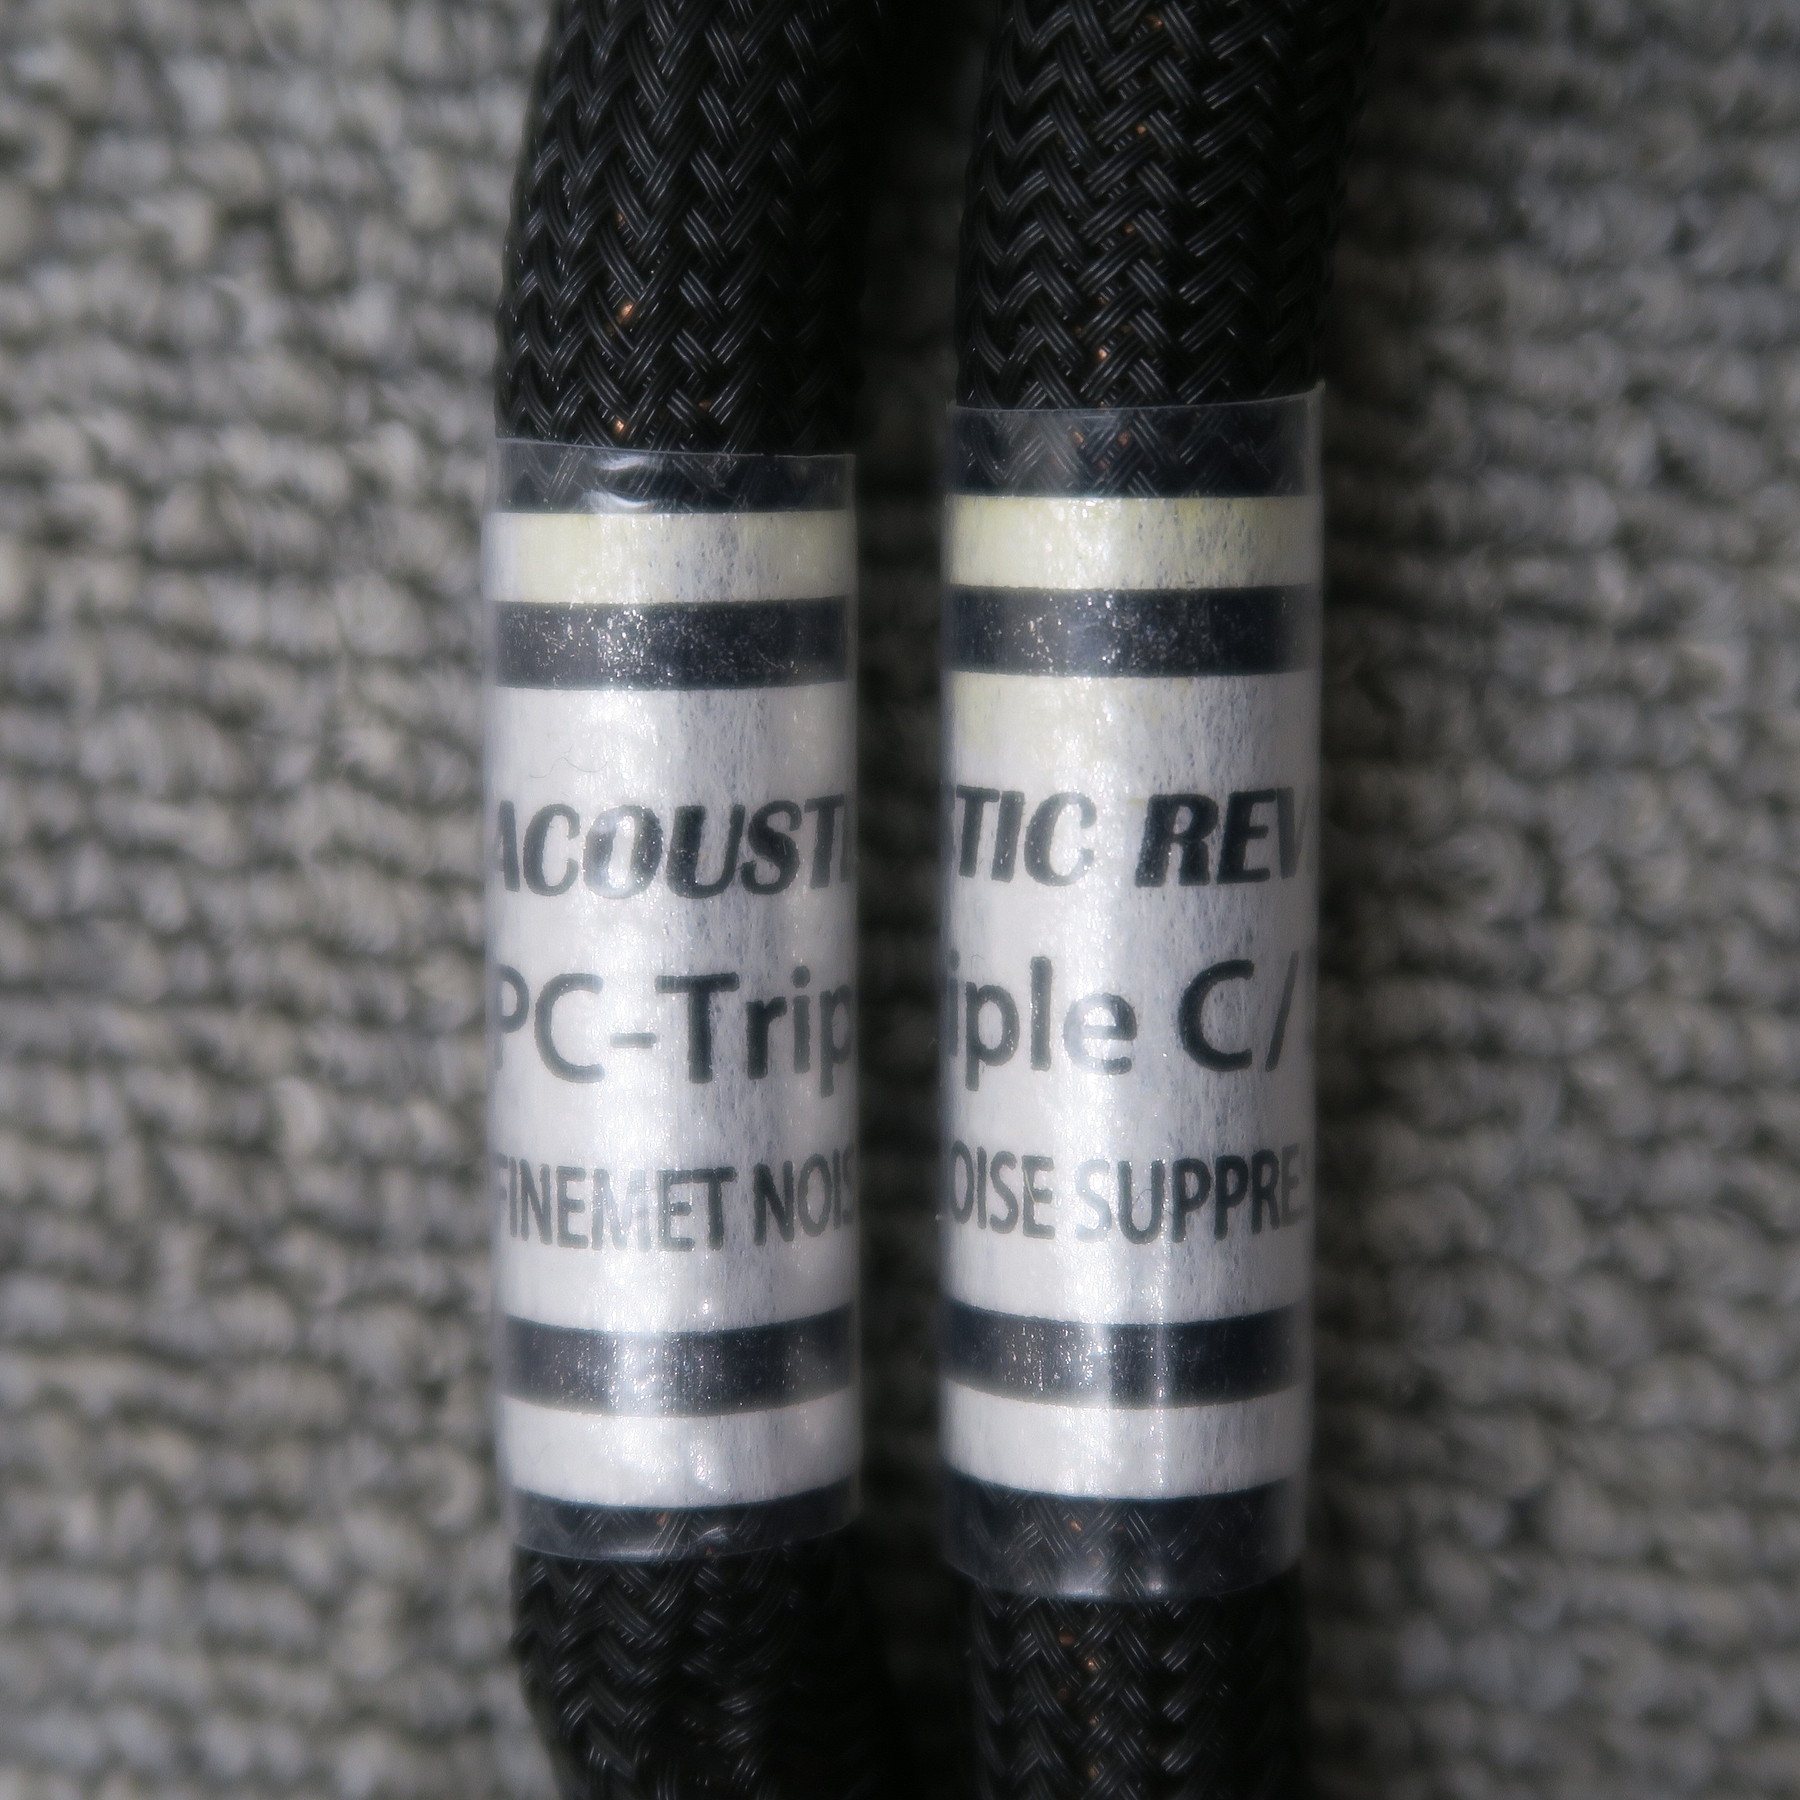 ACOUSTI
PC-Trip
FINEMET NOIS
TIC REV
iple C/
OISE SUPPRE